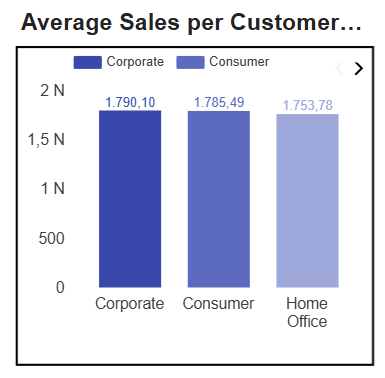 Average Sales per Customer…
Corporate Consumer
2 N
1.790,10 1.785,49 1.753,78
1,5 N
1 N
500
0
Corporate Consumer Home
Office